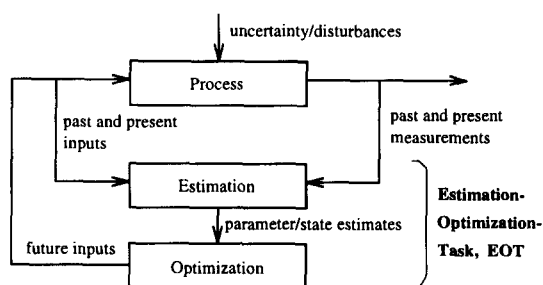 uncertainty/disturbances
Process
past and present
inputs
past and present
measurements
Estimation
Estimation-
Optimization-
Task, EOT
parameter/state estimates
future inputs
Optimization